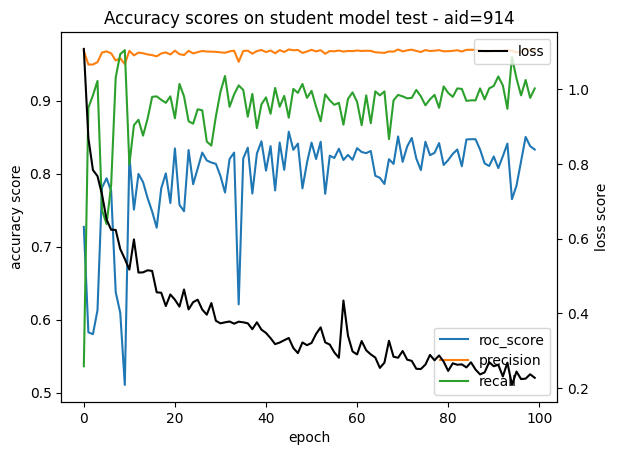 Accuracy scores on student model test - aid=914
loss
accuracy score
0.9
0.8
0.7
0.6
0.5
1.0
0.8
0.6
0.4
0.2
loss score
roc_score
precision
recall
0
20
40
60
80
100
epoch